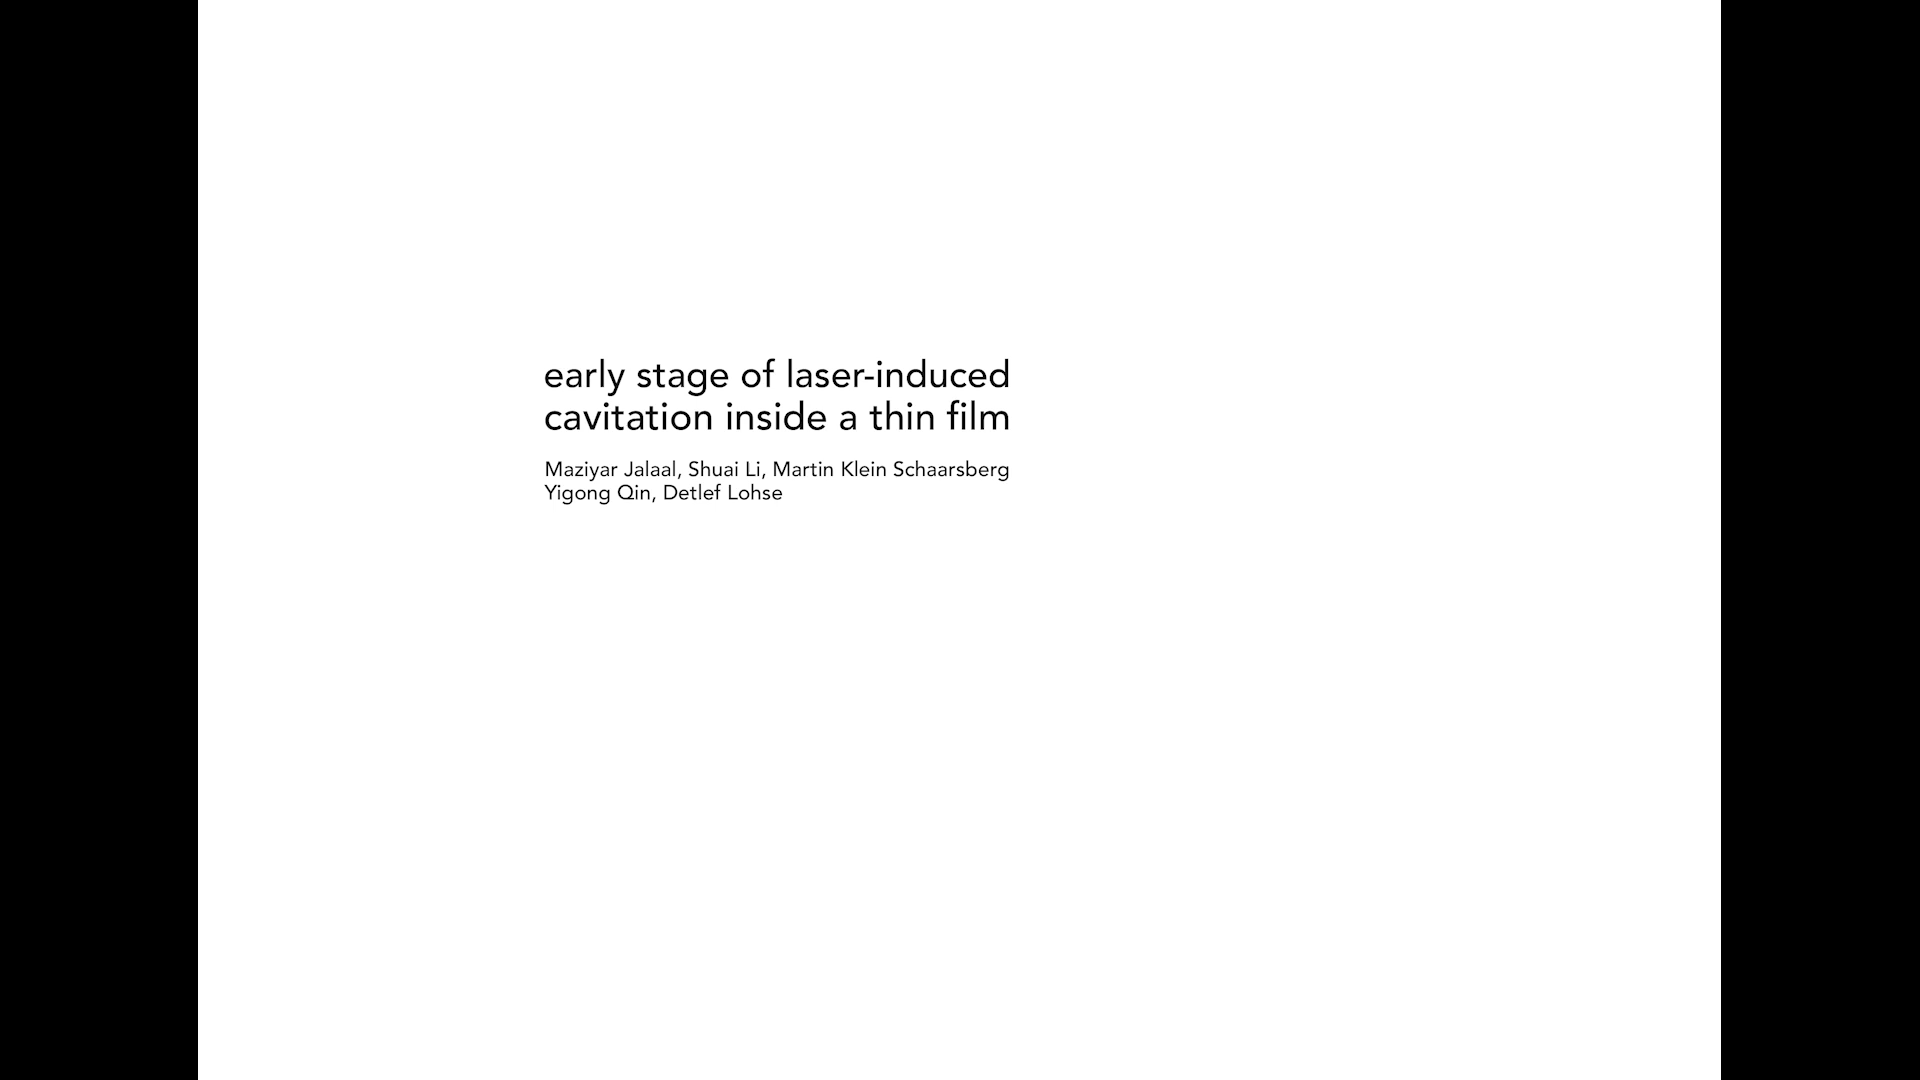 early stage of laser-induced
cavitation inside a thin film
Maziyar Jalaal, Shuai Li, Martin Klein Schaarsberg
Yigong Qin, Detlef Lohse